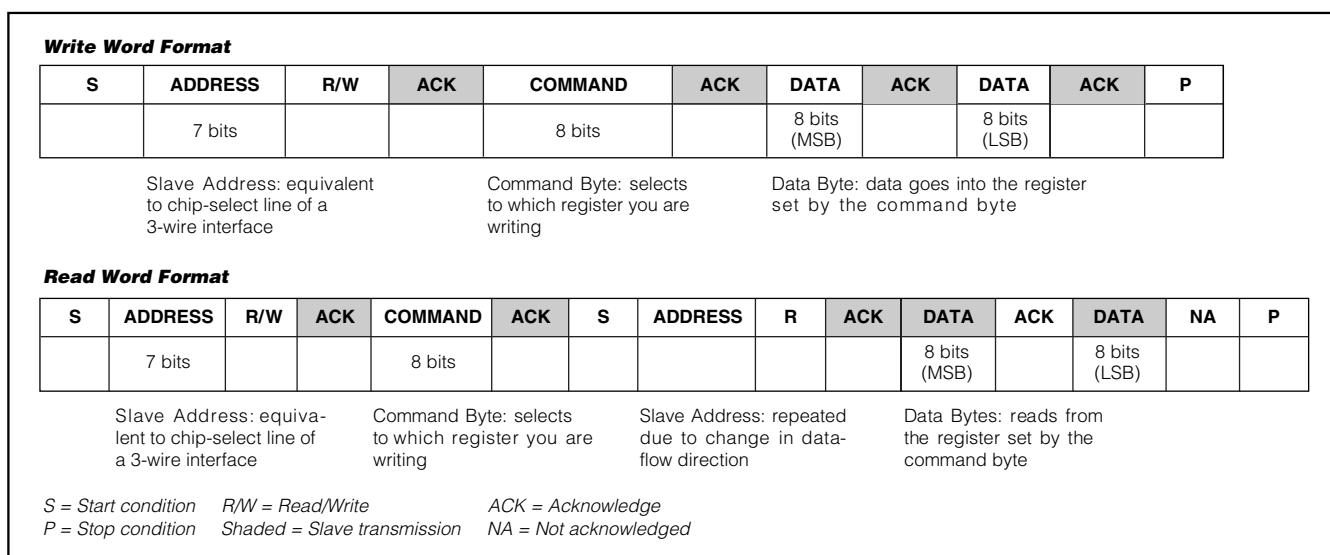 Write Word Format
S ADDRESS R/W ACK COMMAND ACK DATA ACK DATA ACK P
7 bits 8 bits 8 bits (MSB) 8 bits (LSB)
Slave Address: equivalent
to chip-select line of a
3-wire interface
Command Byte: selects
to which register you are
writing
Data Byte: data goes into the register
set by the command byte
Read Word Format
S ADDRESS R/W ACK COMMAND ACK S ADDRESS R ACK DATA ACK DATA NA P
7 bits 8 bits 8 bits (MSB) 8 bits (LSB)
Slave Address: equiva-
lent to chip-select line of
a 3-wire interface
Command Byte: selects
to which register you are
writing
Slave Address: repeated
due to change in data-
flow direction
Data Bytes: reads from
the register set by the
command byte
S = Start condition R/W = Read/Write ACK = Acknowledge
P = Stop condition Shaded = Slave transmission NA = Not acknowledged